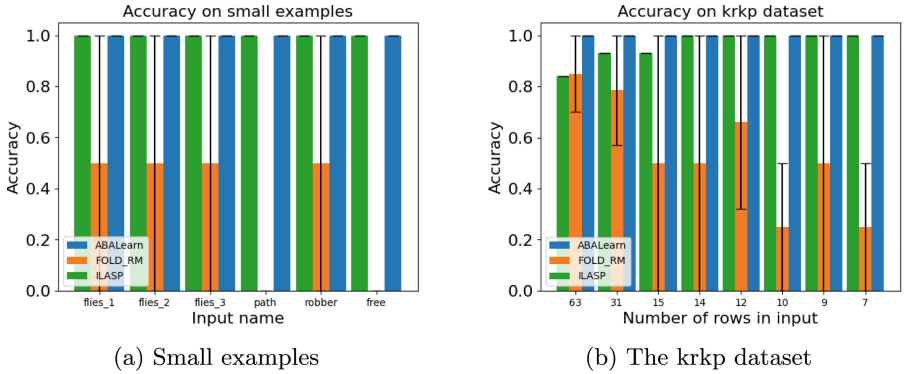 Accuracy on small examples
Accuracy
1.0
0.8
0.6
0.4
0.2
0.0
ABALearn
FOLD_RM
ILASP
flies_1 flies_2 flies_3 path robber free
Input name
(a) Small examples
Accuracy on krkp dataset
Accuracy
1.0
0.8
0.6
0.4
0.2
0.0
ABALearn
FOLD_RM
ILASP
63 31 15 14 12 10 9 7
Number of rows in input
(b) The krkp dataset